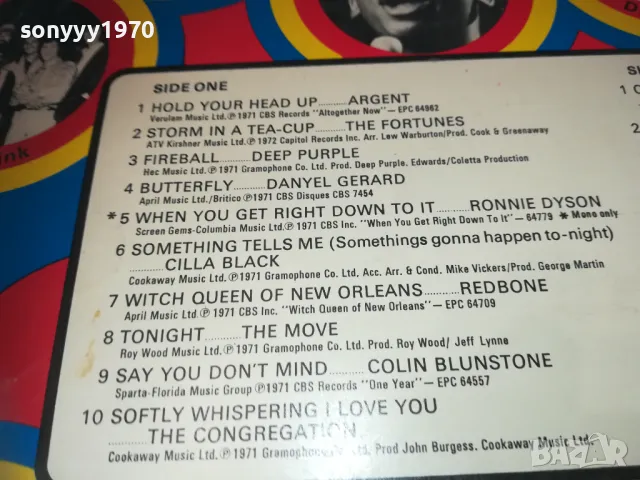 sonyyy1970
ink
SIDE ONE
1 HOLD YOUR HEAD UP.........ARGENT
Verulam Music Ltd.℗1971 CBS Records "Altogether Now" — EPC 64962
2 STORM IN A TEA-CUP.........THE FORTUNES
ATV Kirshner Music Ltd.℗1972 Capitol Records Inc. Arr. Lew Warburton/Prod. Cook & Greenaway
3 FIREBALL.........DEEP PURPLE
Hec Music Ltd.℗1971 Gramophone Co. Ltd. Prod Deep Purple. Edwards/Coletta Production
4 BUTTERFLY.........DANYEL GERARD
April Music Ltd./Britico ℗1971 CBS Disques CBS 7454
*5 WHEN YOU GET RIGHT DOWN TO IT.........RONNIE DYSON
Screen Gems-Columbia Music Ltd.℗1971 CBS Inc. "When You Get Right Down To It" — 64779 * Mono only
6 SOMETHING TELLS ME (Somethings gonna happen to-night)
.........CILLA BLACK
Cookaway Music Ltd.℗1971 Gramophone Co. Ltd, Acc. Arr. & Cond. Mike Vickers/Prod. George Martin
7 WITCH QUEEN OF NEW ORLEANS.........REDBONE
April Music Ltd.℗1971 CBS Inc. "Witch Queen of New Orleans" — EPC 64709
8 TONIGHT.........THE MOVE
Roy Wood Music Ltd. ℗1971 Gramophone Co. Ltd. Prod. Roy Wood/ Jeff Lynne
9 SAY YOU DON'T MIND.........COLIN BLUNSTONE
Sparta-Florida Music Group ℗1971 CBS Records "One Year" — EPC 64557
10 SOFTLY WHISPERING I LOVE YOU
.........THE CONGREGATION
Cookaway Music Ltd. ℗1971 Gramophone Co. Ltd. Prod John Burgess. Cookaway Music Ltd.
1
2
BAZAR